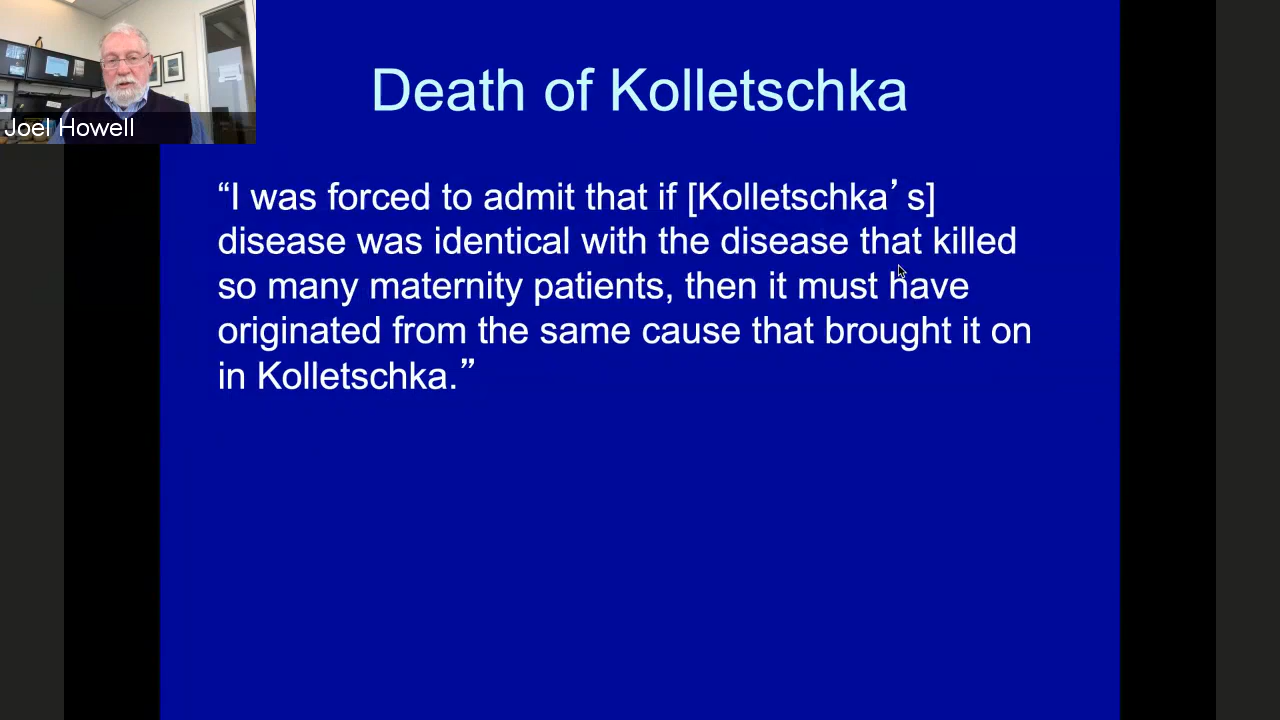 Joel Howell
Death of Kolletschka
“I was forced to admit that if [Kolletschka’s]
disease was identical with the disease that killed
so many maternity patients, then it must have
originated from the same cause that brought it on
in Kolletschka.”